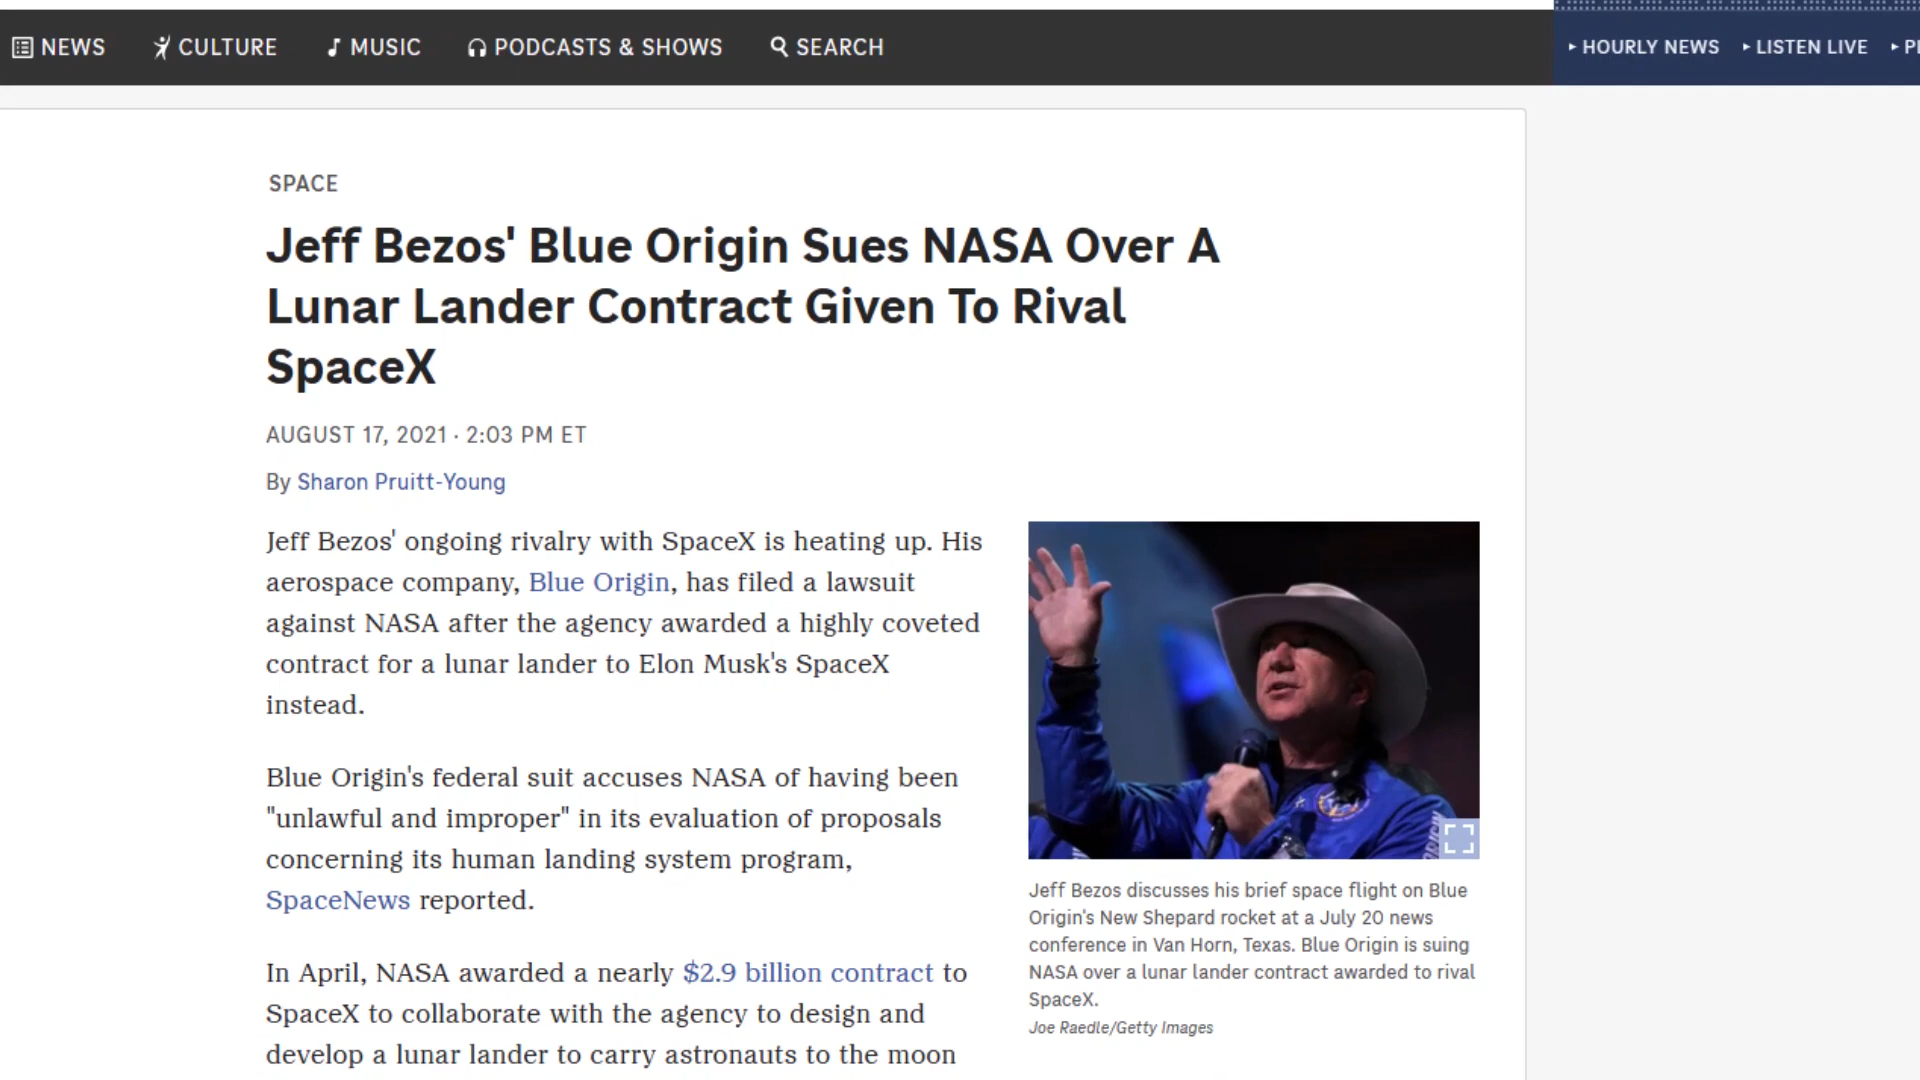 NEWS CULTURE MUSIC PODCASTS & SHOWS SEARCH HOURLY NEWS LISTEN LIVE
SPACE
Jeff Bezos' Blue Origin Sues NASA Over A
Lunar Lander Contract Given To Rival
SpaceX
AUGUST 17, 2021 · 2:03 PM ET
By Sharon Pruitt-Young
Jeff Bezos' ongoing rivalry with SpaceX is heating up. His
aerospace company, Blue Origin, has filed a lawsuit
against NASA after the agency awarded a highly coveted
contract for a lunar lander to Elon Musk's SpaceX
instead.
Blue Origin's federal suit accuses NASA of having been
"unlawful and improper" in its evaluation of proposals
concerning its human landing system program,
SpaceNews reported.
In April, NASA awarded a nearly $2.9 billion contract to
SpaceX to collaborate with the agency to design and
develop a lunar lander to carry astronauts to the moon
Jeff Bezos discusses his brief space flight on Blue
Origin's New Shepard rocket at a July 20 news
conference in Van Horn, Texas. Blue Origin is suing
NASA over a lunar lander contract awarded to rival
SpaceX.
Joe Raedle/Getty Images